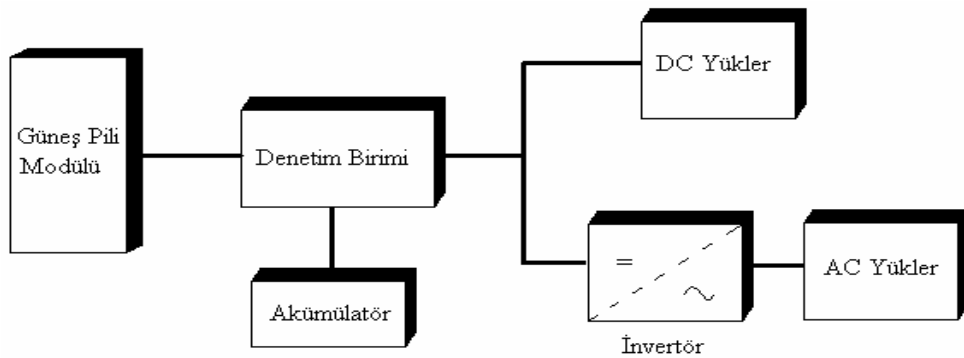 Güneş Pili
Modülü
Denetim Birimi
Akümülatör
DC Yükler
=
~
İnvertör
AC Yükler